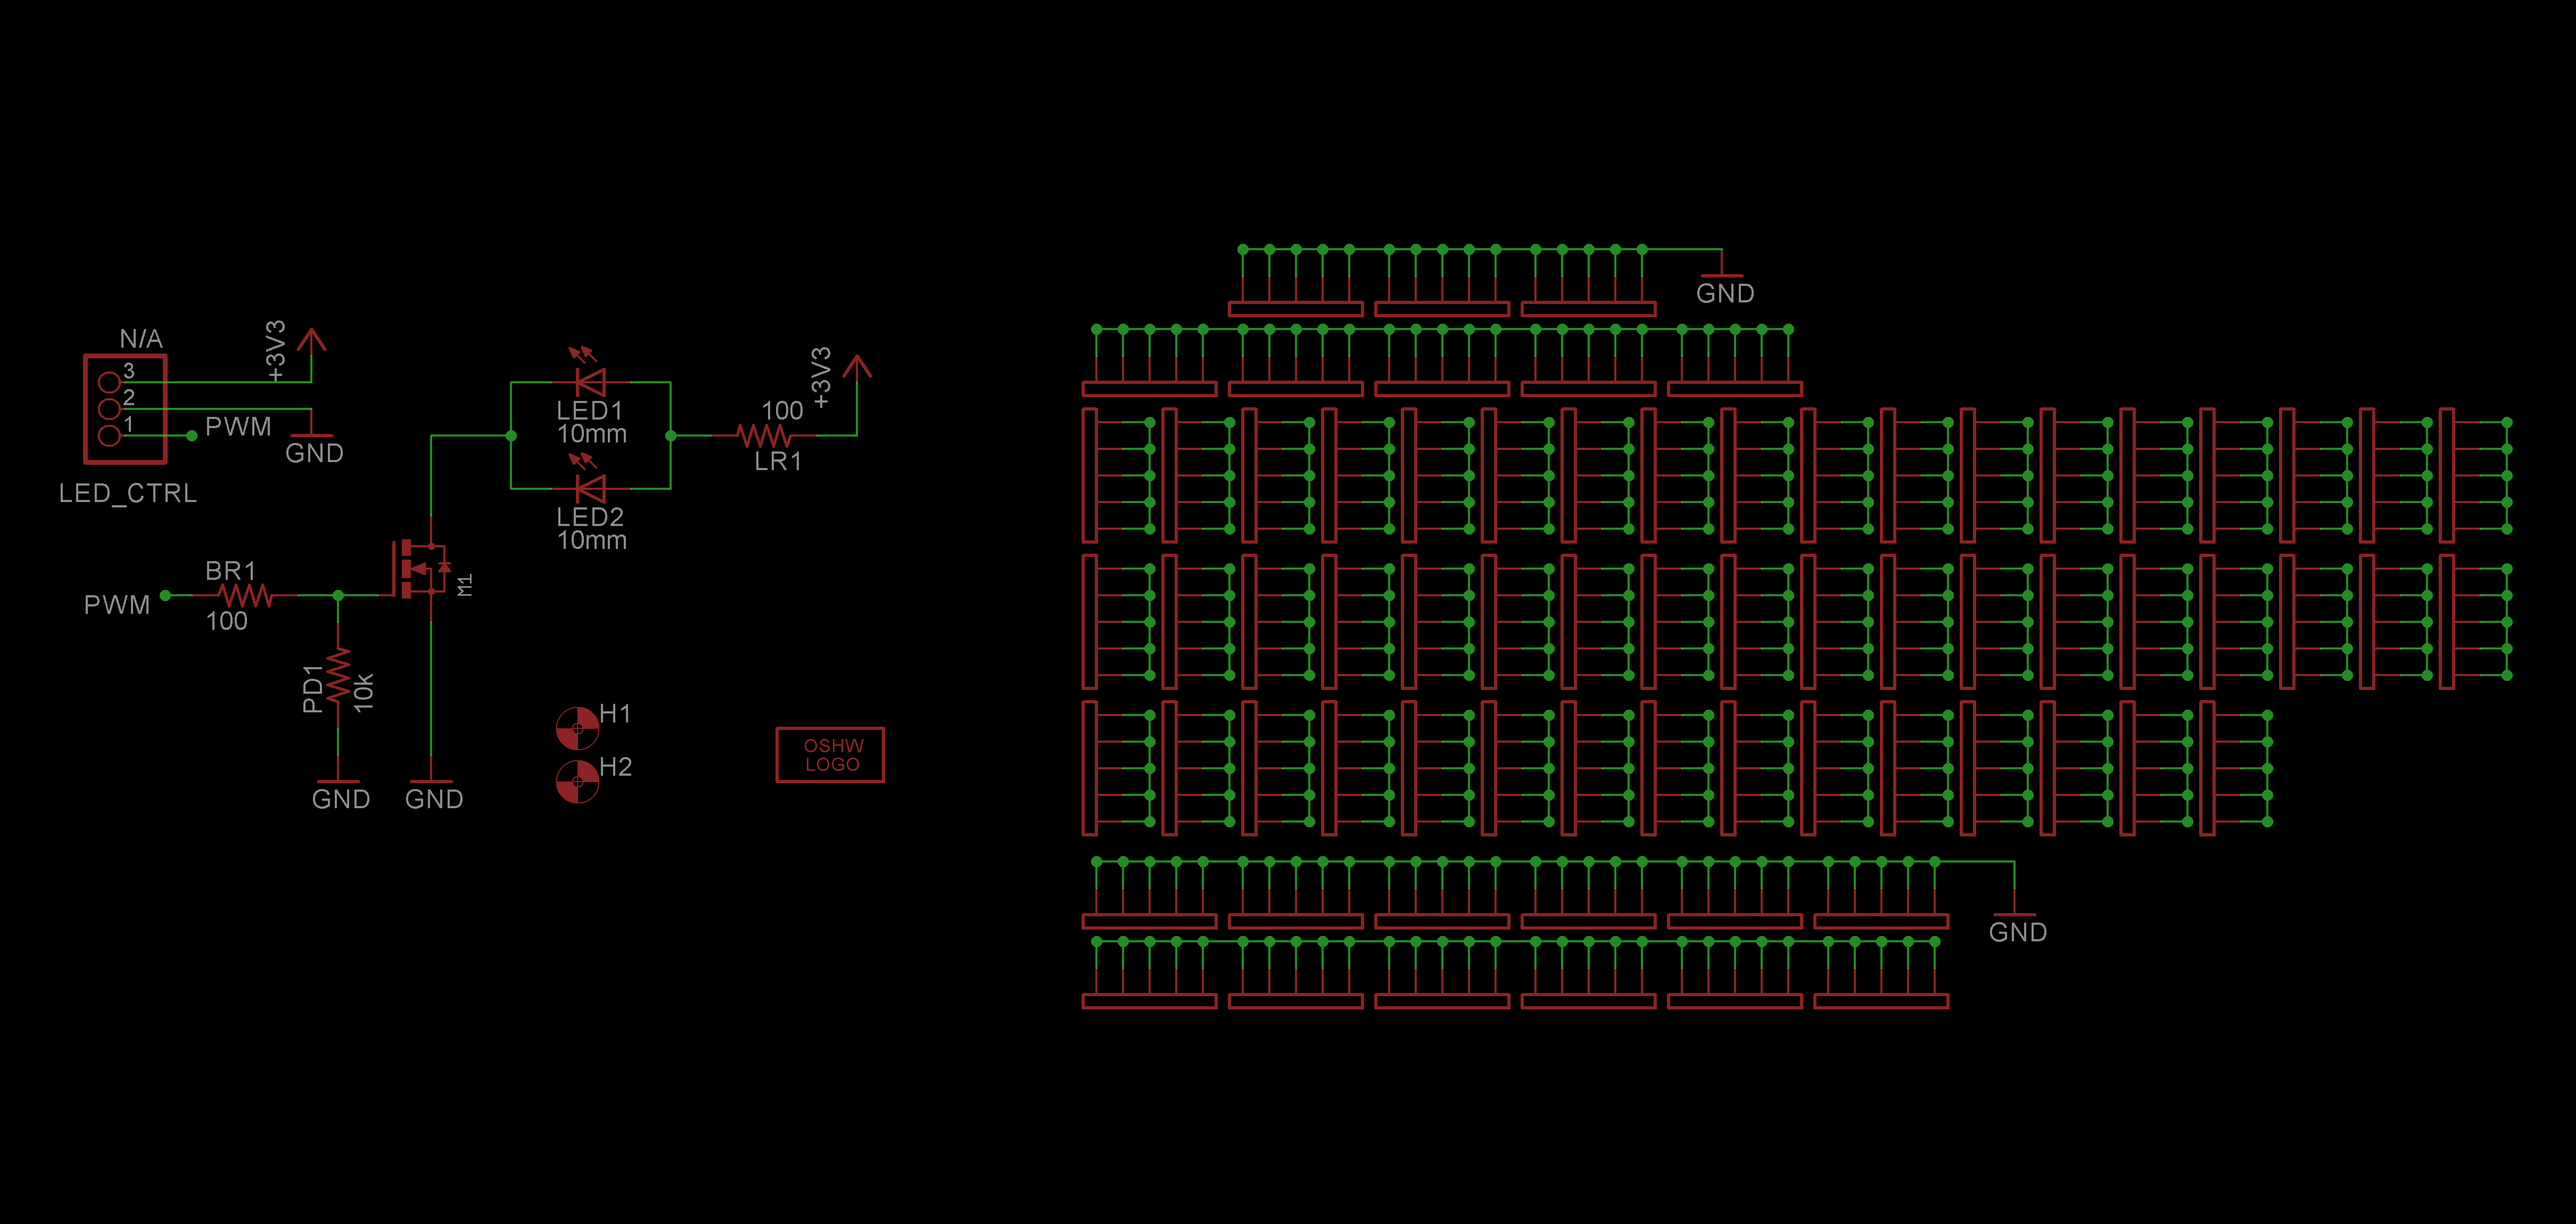 N/A
3
2
1
+3V3
PWM
GND
LED_CTRL
LED1
10mm
LED2
10mm
100
LR1
+3V3
PWM
BR1
100
M1
PD1
10k
GND
GND
H1
H2
OSHW
LOGO
GND
GND